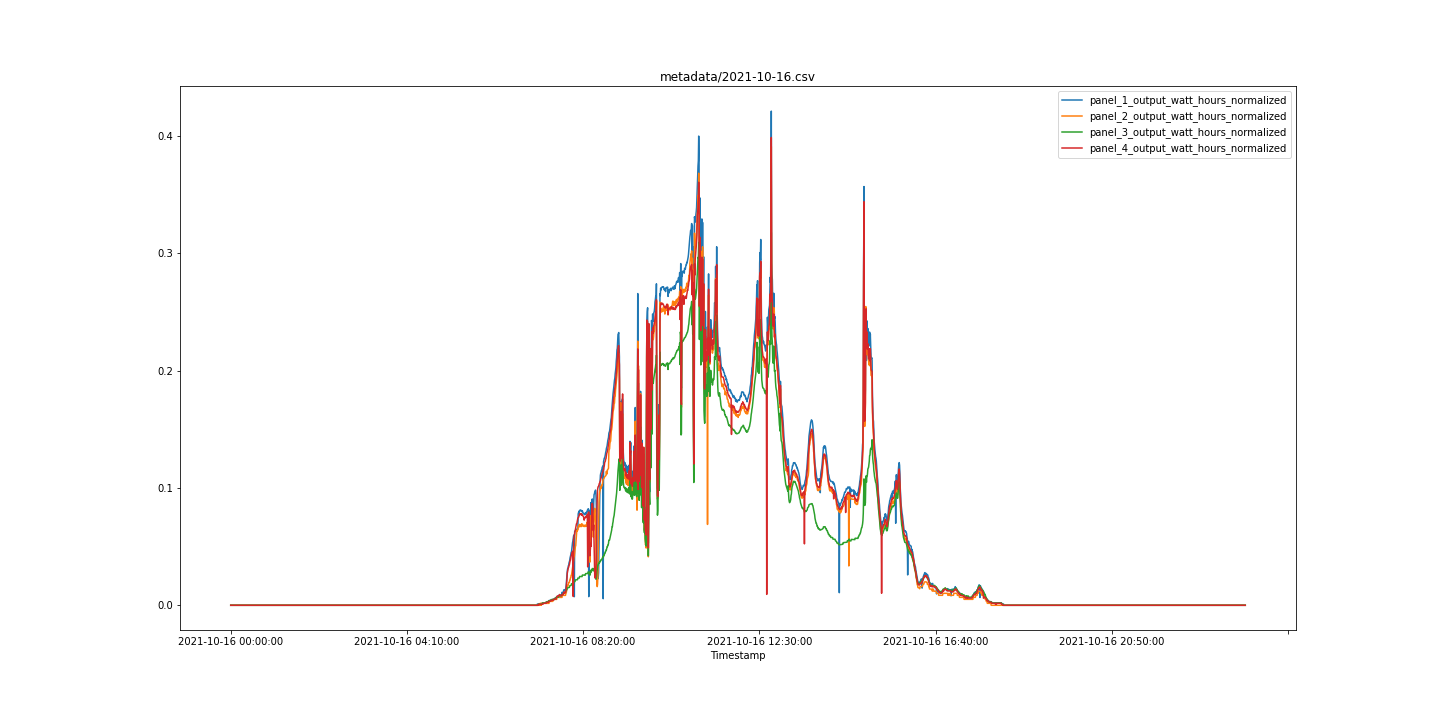 metadata/2021-10-16.csv
panel_1_output_watt_hours_normalized
panel_2_output_watt_hours_normalized
panel_3_output_watt_hours_normalized
panel_4_output_watt_hours_normalized
0.4
0.3
0.2
0.1
0.0
2021-10-16 00:00:00 2021-10-16 04:10:00 2021-10-16 08:20:00 2021-10-16 12:30:00 2021-10-16 16:40:00 2021-10-16 20:50:00
Timestamp